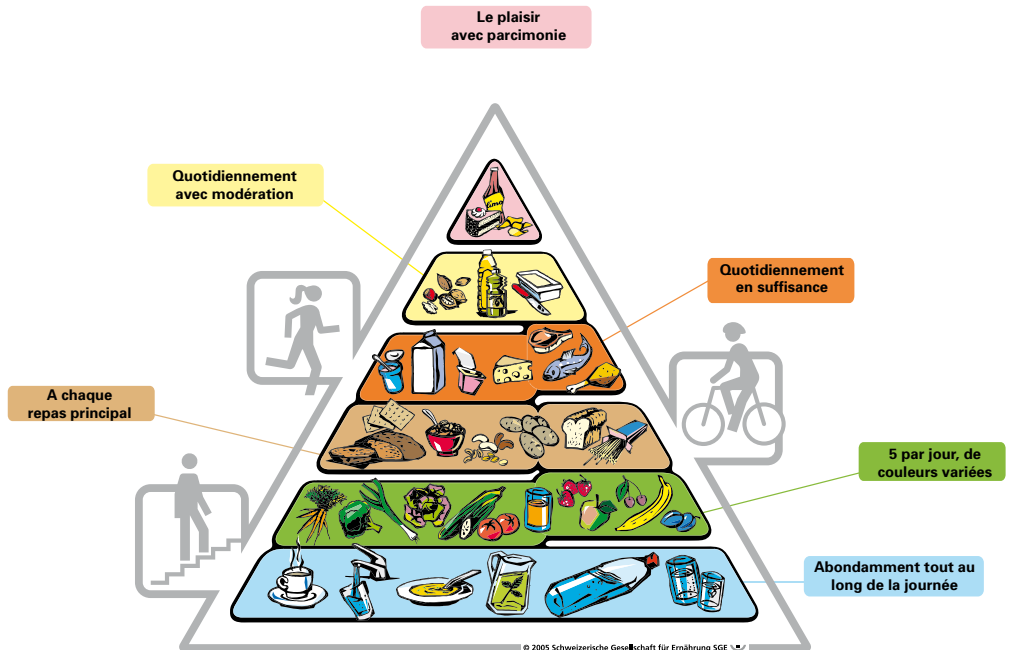 Le plaisir
avec parcimonie
Quotidiennement
avec modération
Limo
Quotidiennement
en suffisance
A chaque
repas principal
5 par jour, de
couleurs variées
Abondamment tout au
long de la journée
© 2005 Schweizerische Gesellschaft für Ernährung SGE